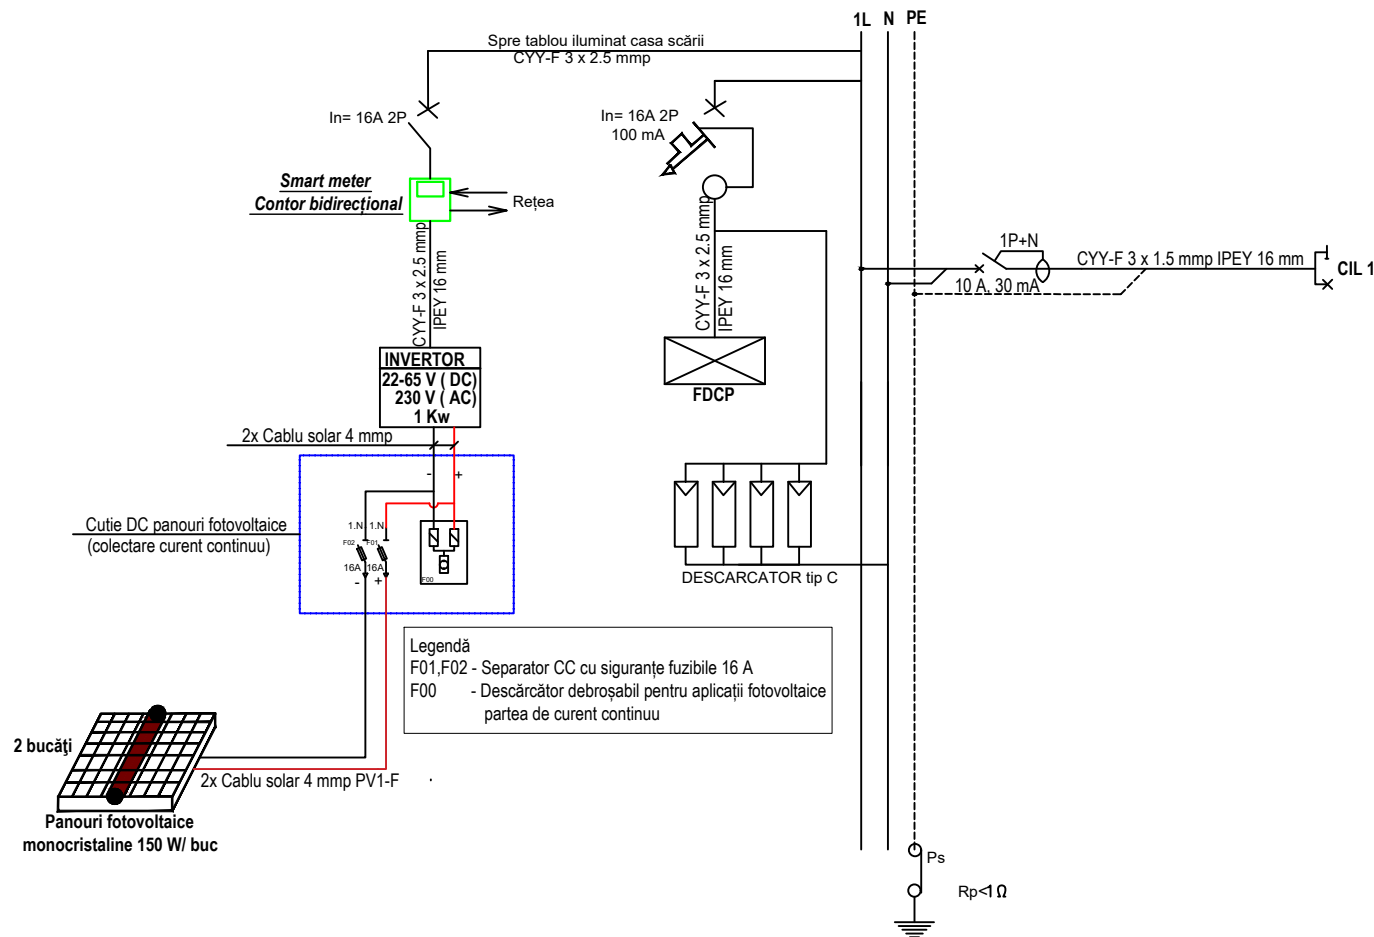 1L N PE
Spre tablou iluminat casa scării
CYY-F 3 x 2.5 mmp
In= 16A 2P
In= 16A 2P
100 mA
Smart meter
Contor bidirecțional
Rețea
CYY-F 3 x 2.5 mmp
IPEY 16 mm
CYY-F 3 x 2.5 mmp
IPEY 16 mm
1P+N
CYY-F 3 x 1.5 mmp IPEY 16 mm
10 A, 30 mA
CIL 1
INVERTOR
22-65 V ( DC)
230 V ( AC)
1 Kw
FDCP
2x Cablu solar 4 mmp
- +
Cutie DC panouri fotovoltaice
(colectare curent continuu)
1.N 1.N
F02 F01
16A 16A
- +
F00
DESCARCATOR tip C
Legendă
F01,F02 - Separator CC cu siguranțe fuzibile 16 A
F00 - Descărcător debroșabil pentru aplicații fotovoltaice
partea de curent continuu
2 bucăți
2x Cablu solar 4 mmp PV1-F
Panouri fotovoltaice
monocristaline 150 W/ buc
Ps
Rp<1 Ω